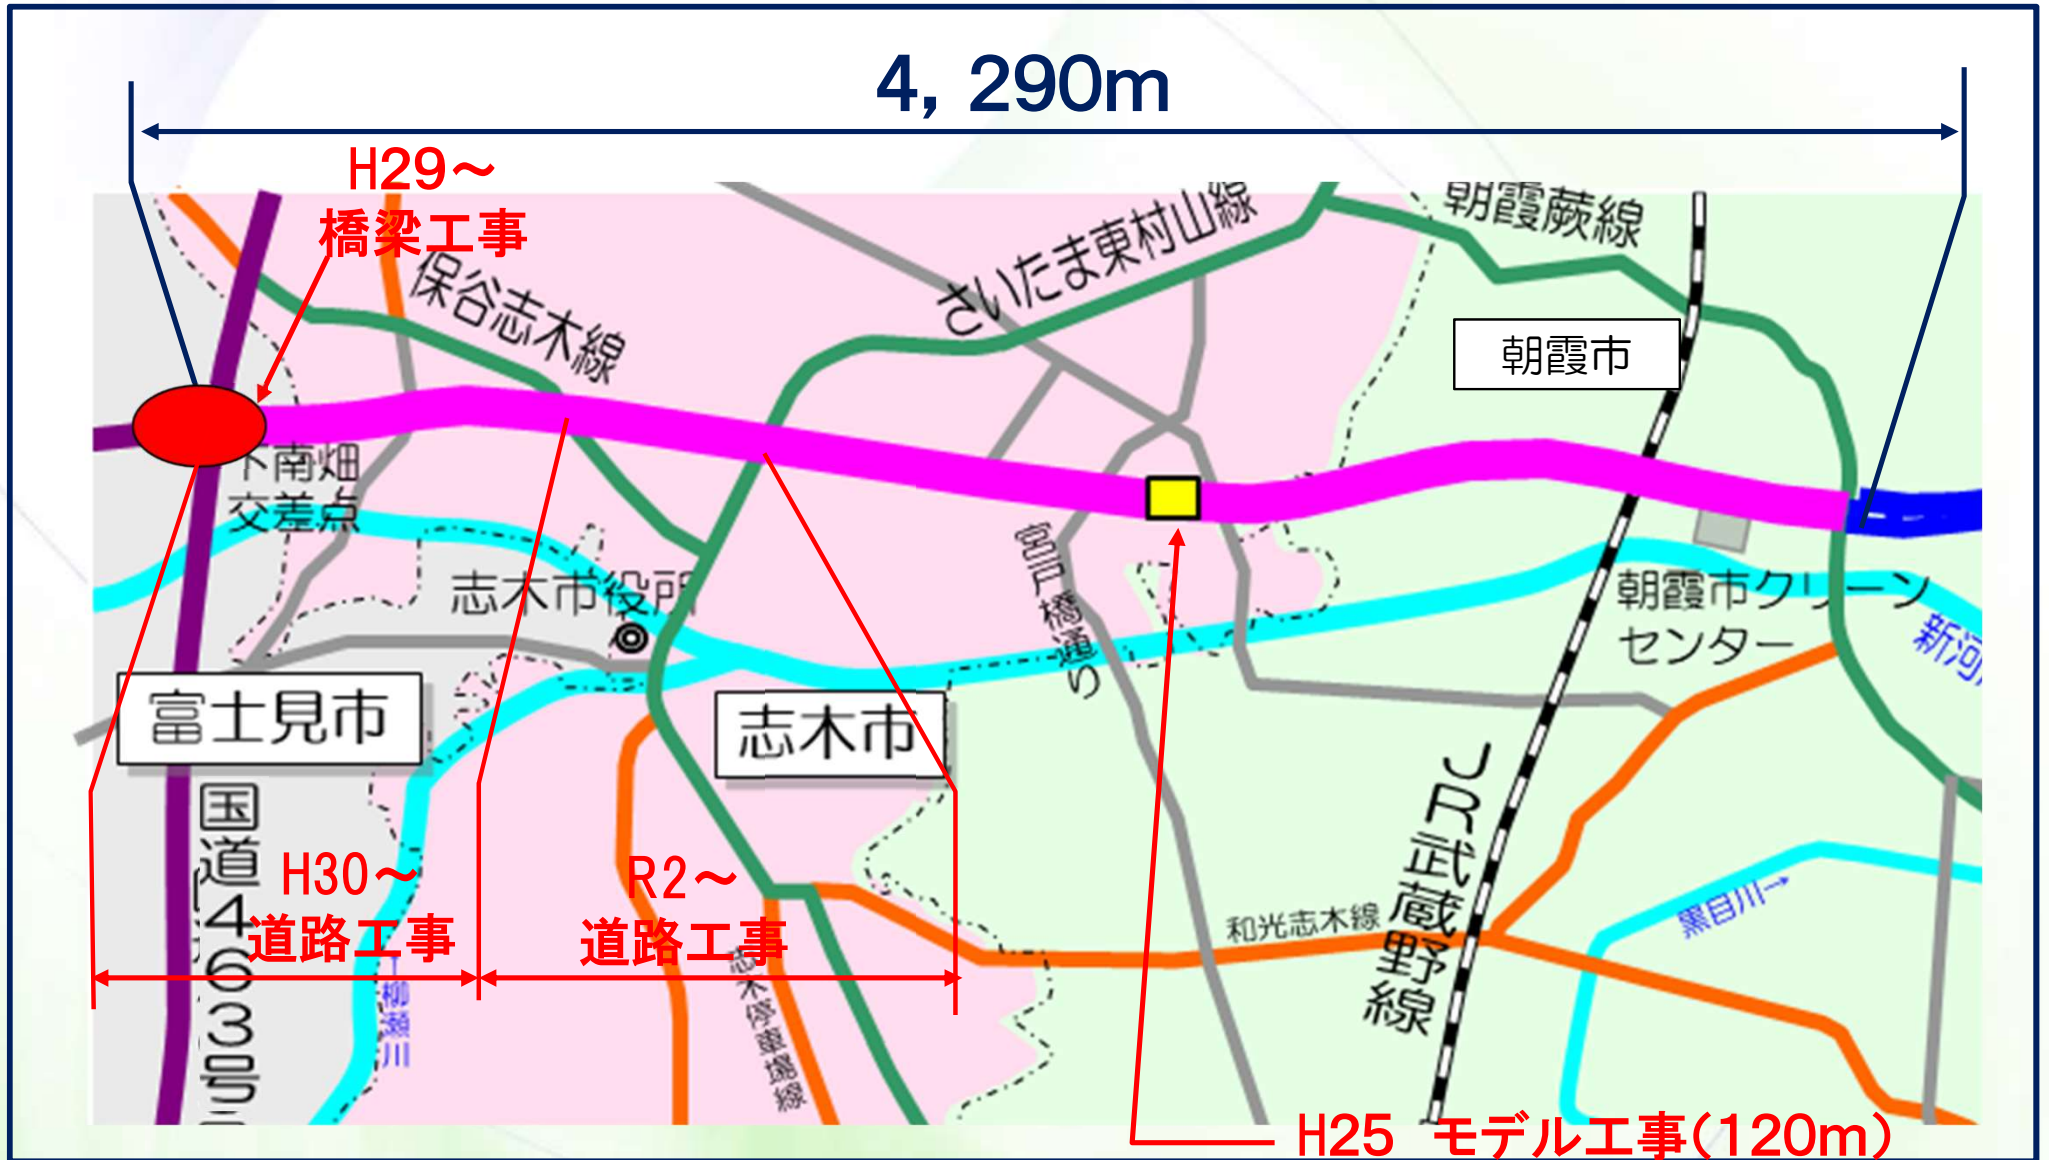 4，290m
H29～
橋梁工事
保谷志木線
さいたま東村山線
朝霞蕨線
朝霞市
下南畑
交差点
志木市役所
宮戸橋通り
朝霞市クリーン
センター
新河
富士見市
志木市
国道463号
JR武蔵野線
H30～
道路工事
R2～
道路工事
←柳瀬川
志木停車場線
和光志木線
黒目川→
H25　モデル工事（120m）